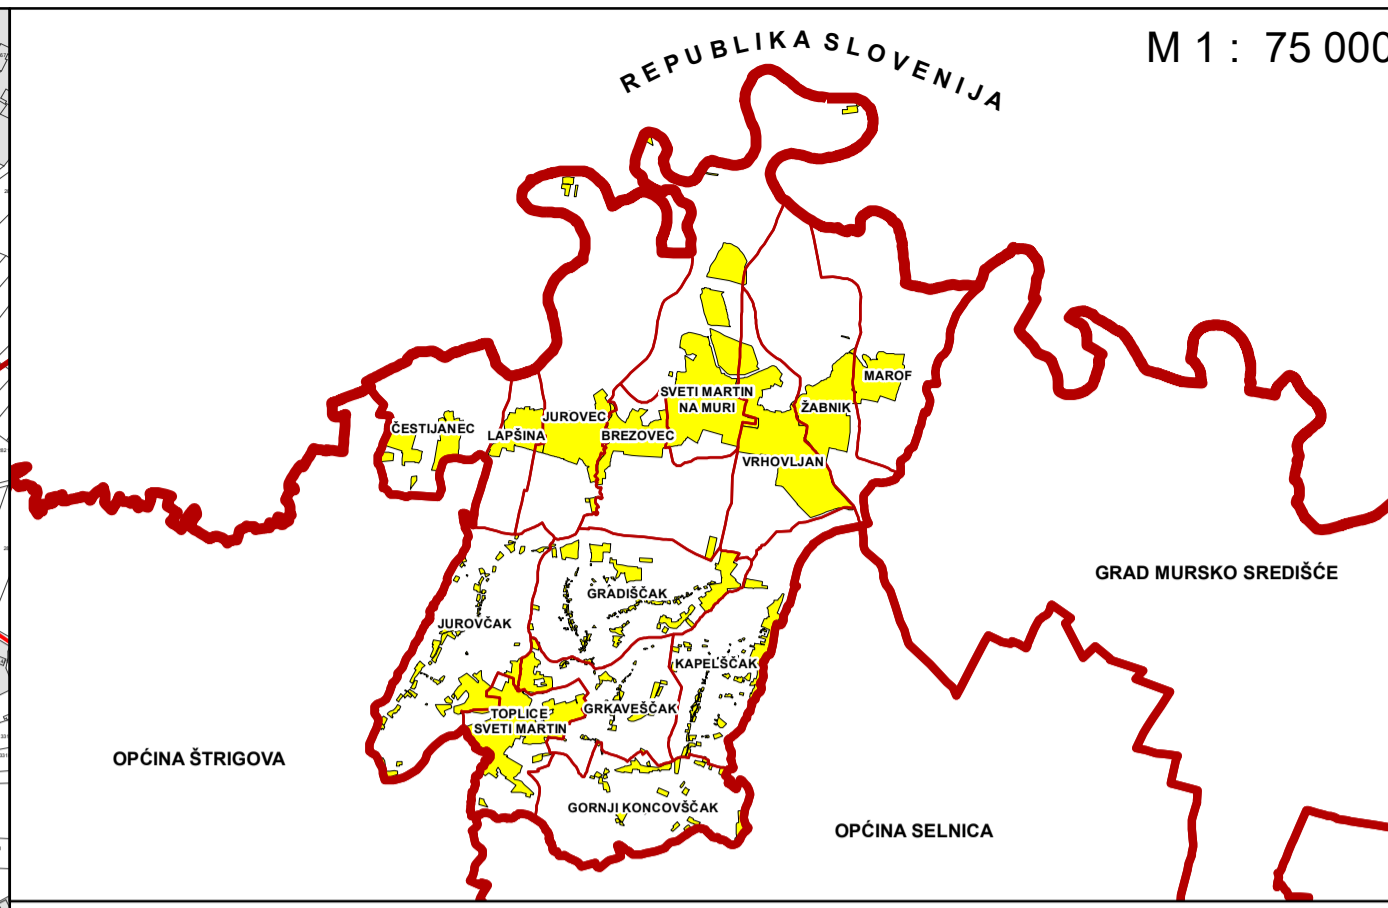 REPUBLIKA SLOVENIJA
M 1 : 75 000
MAROF
SVETI MARTIN
NA MURI
ŽABNIK
JUROVEC
ČESTIJANEC
LAPŠINA
BREZOVEC
VRHOVLJAN
GRAD MURSKO SREDIŠĆE
GRADIŠČAK
JUROVČAK
KAPELŠČAK
GRKAVEŠČAK
TOPLICE
SVETI MARTIN
OPĆINA ŠTRIGOVA
GORNJI KONCOVŠČAK
OPĆINA SELNICA